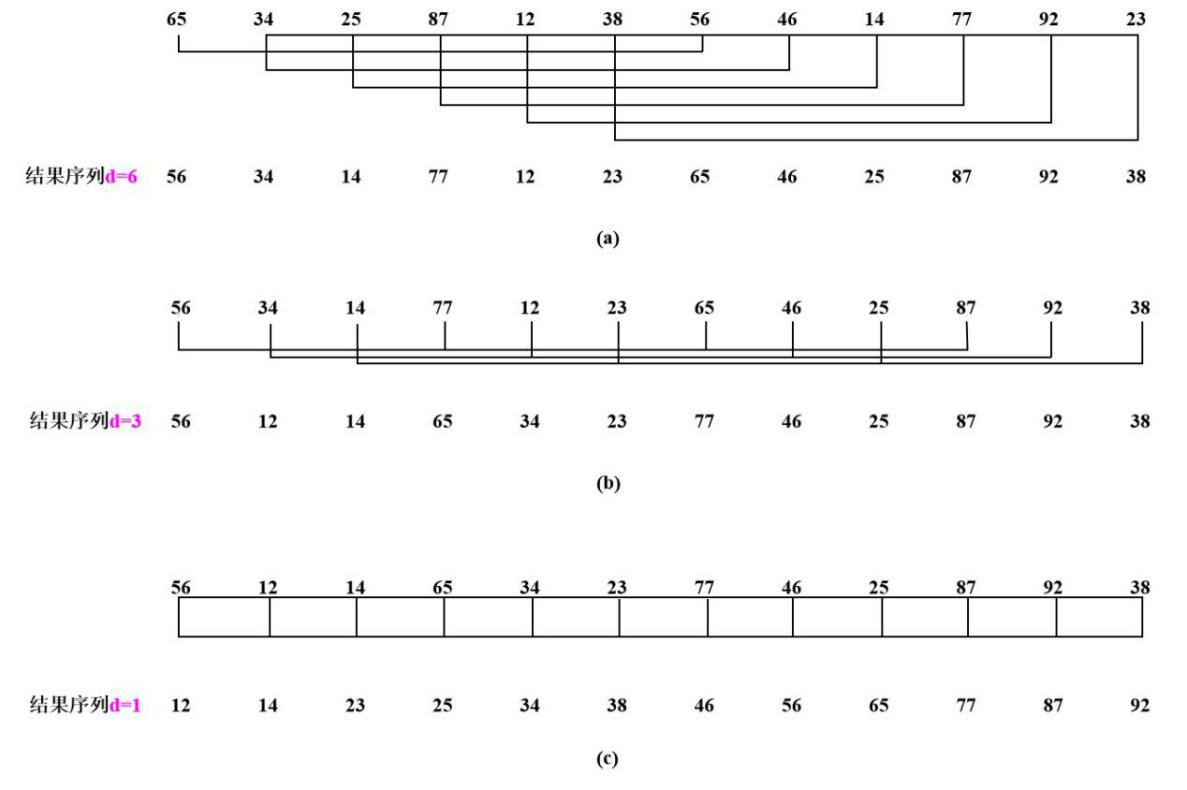 65 34 25 87 12 38 56 46 14 77 92 23
结果序列d=6 56 34 14 77 12 23 65 46 25 87 92 38
(a)
56 34 14 77 12 23 65 46 25 87 92 38
结果序列d=3 56 12 14 65 34 23 77 46 25 87 92 38
(b)
56 12 14 65 34 23 77 46 25 87 92 38
结果序列d=1 12 14 23 25 34 38 46 56 65 77 87 92
(c)